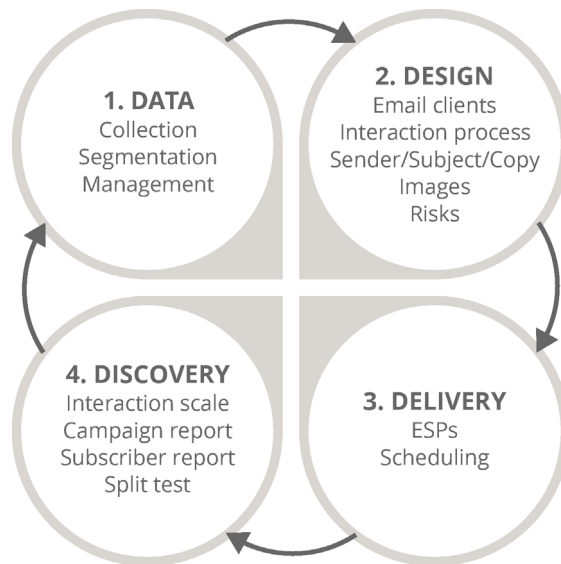 1. DATA
Collection
Segmentation
Management
2. DESIGN
Email clients
Interaction process
Sender/Subject/Copy
Images
Risks
3. DELIVERY
ESPs
Scheduling
4. DISCOVERY
Interaction scale
Campaign report
Subscriber report
Split test